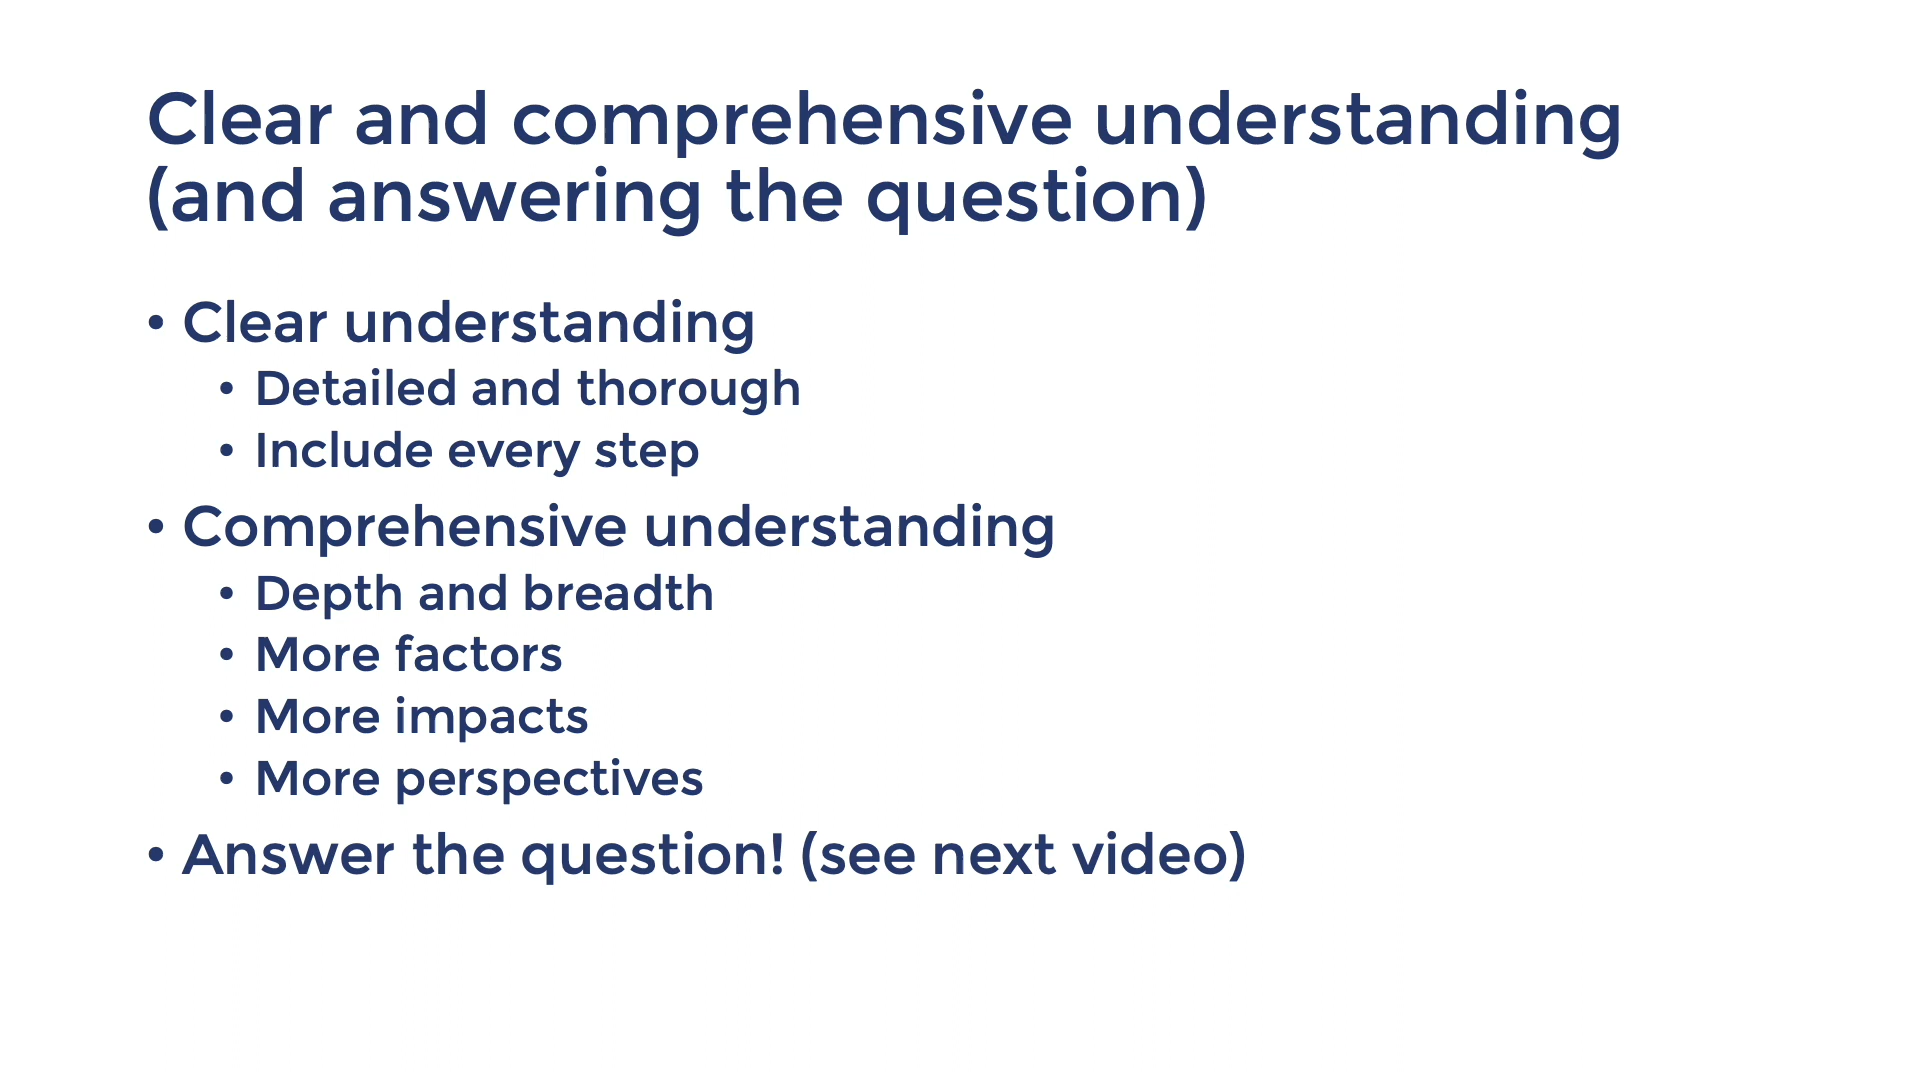 Clear and comprehensive understanding
(and answering the question)
• Clear understanding
• Detailed and thorough
• Include every step
• Comprehensive understanding
• Depth and breadth
• More factors
• More impacts
• More perspectives
• Answer the question! (see next video)